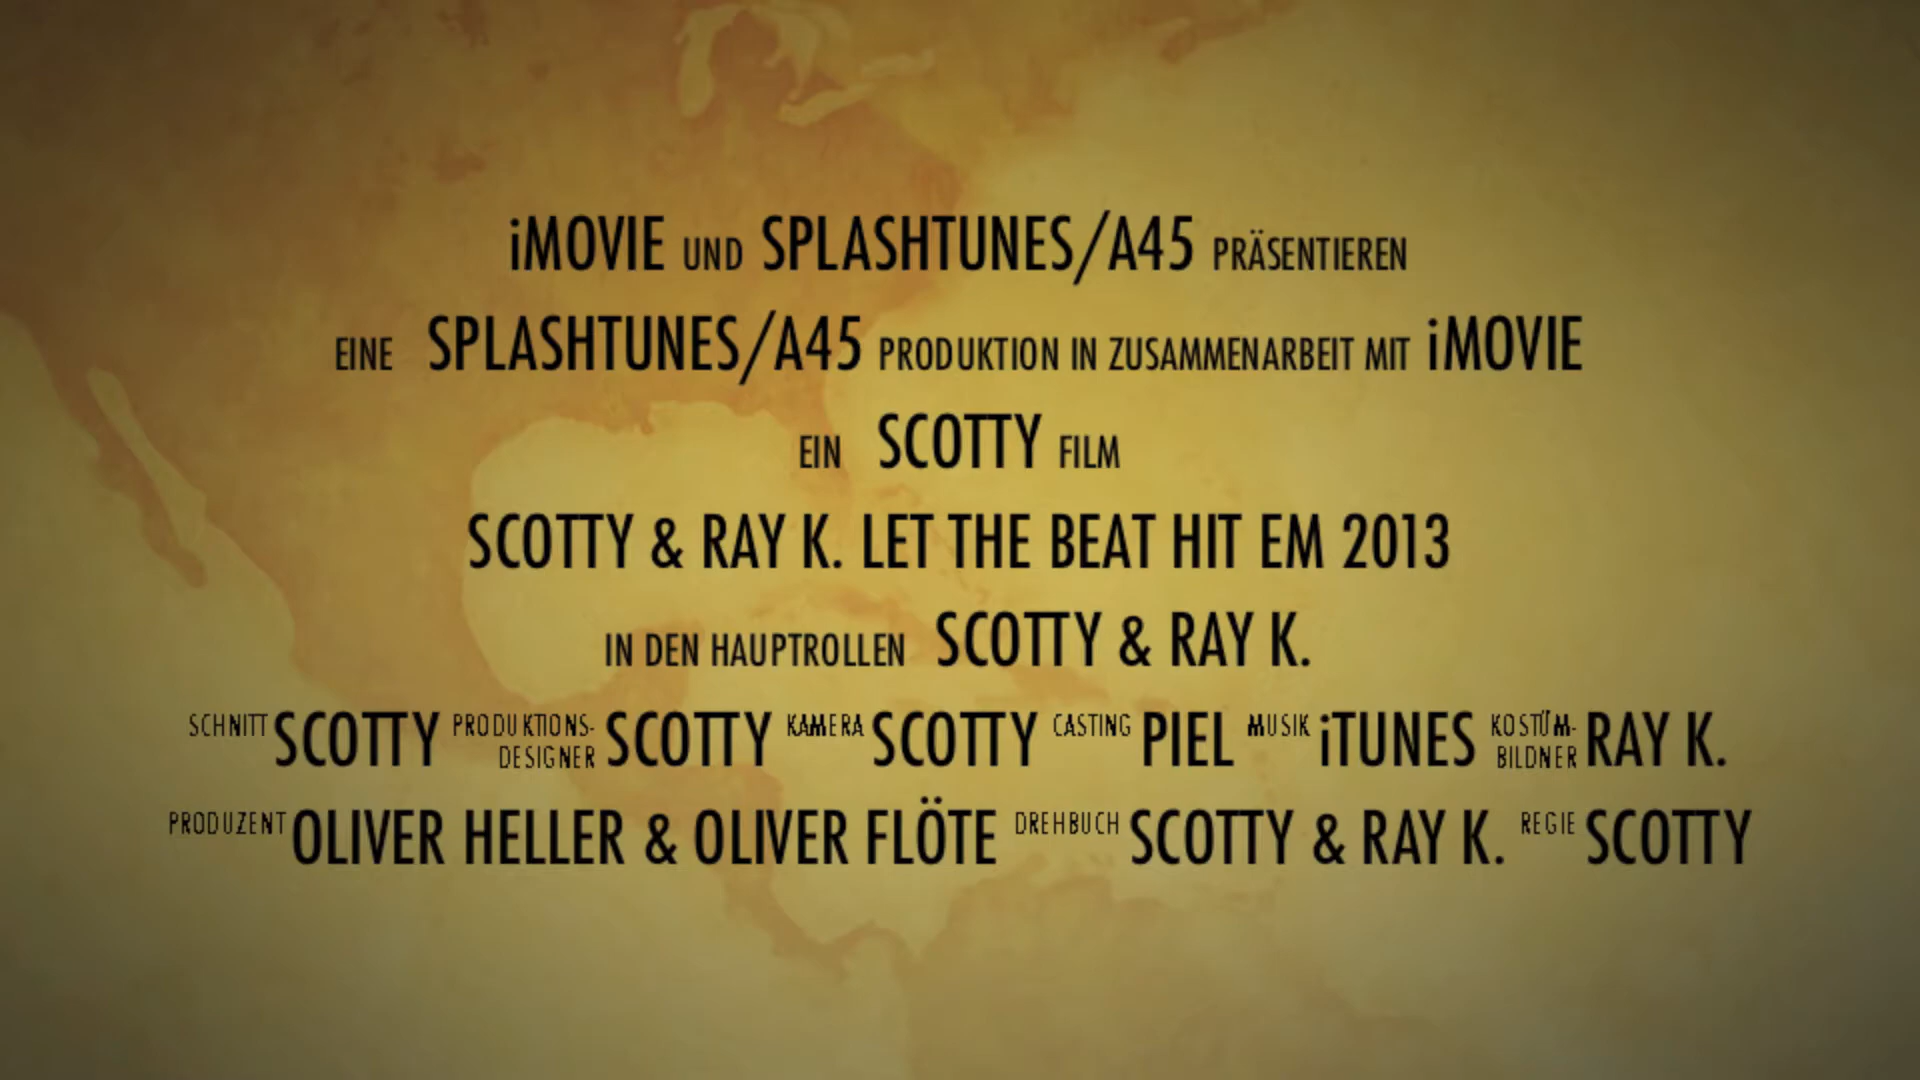 iMOVIE UND SPLASHTUNES/A45 PRÄSENTIEREN
EINE SPLASHTUNES/A45 PRODUKTION IN ZUSAMMENARBEIT MIT iMOVIE
EIN SCOTTY FILM
SCOTTY & RAY K. LET THE BEAT HIT EM 2013
IN DEN HAUPTROLLEN SCOTTY & RAY K.
SCHNITT SCOTTY PRODUKTIONS-DESIGNER SCOTTY KAMERA SCOTTY CASTING PIEL MUSIK iTUNES KOSTÜM-BILDNER RAY K.
PRODUZENT OLIVER HELLER & OLIVER FLÖTE DREHBUCH SCOTTY & RAY K. REGIE SCOTTY